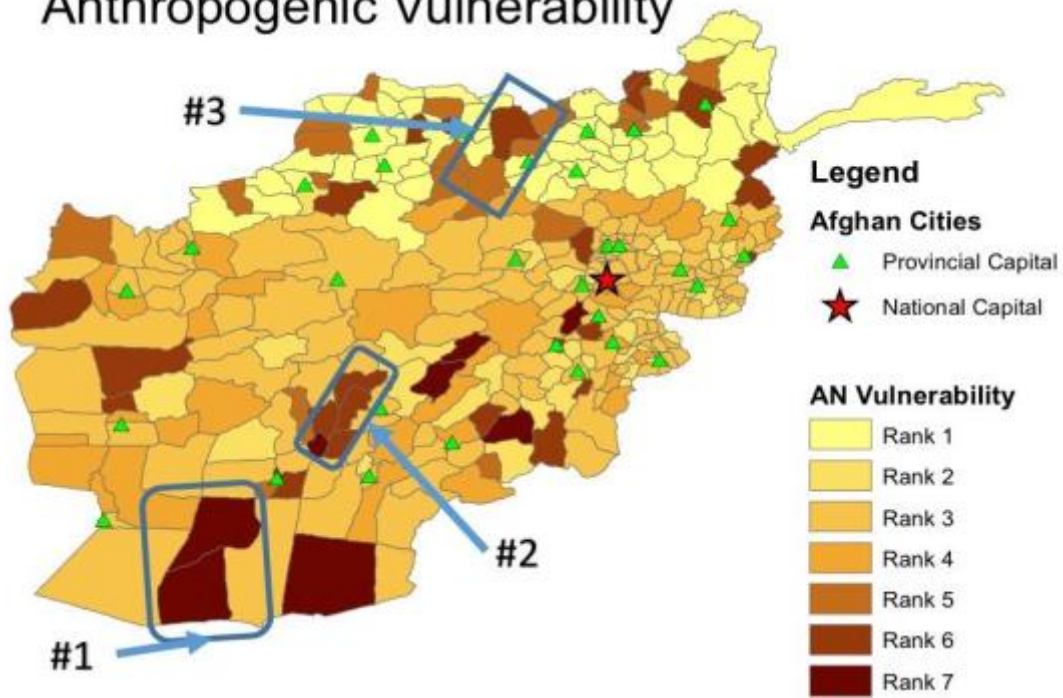 Anthropogenic Vulnerability
#3
Legend
Afghan Cities
Provincial Capital
National Capital
AN Vulnerability
Rank 1
Rank 2
Rank 3
Rank 4
Rank 5
Rank 6
Rank 7
#2
#1